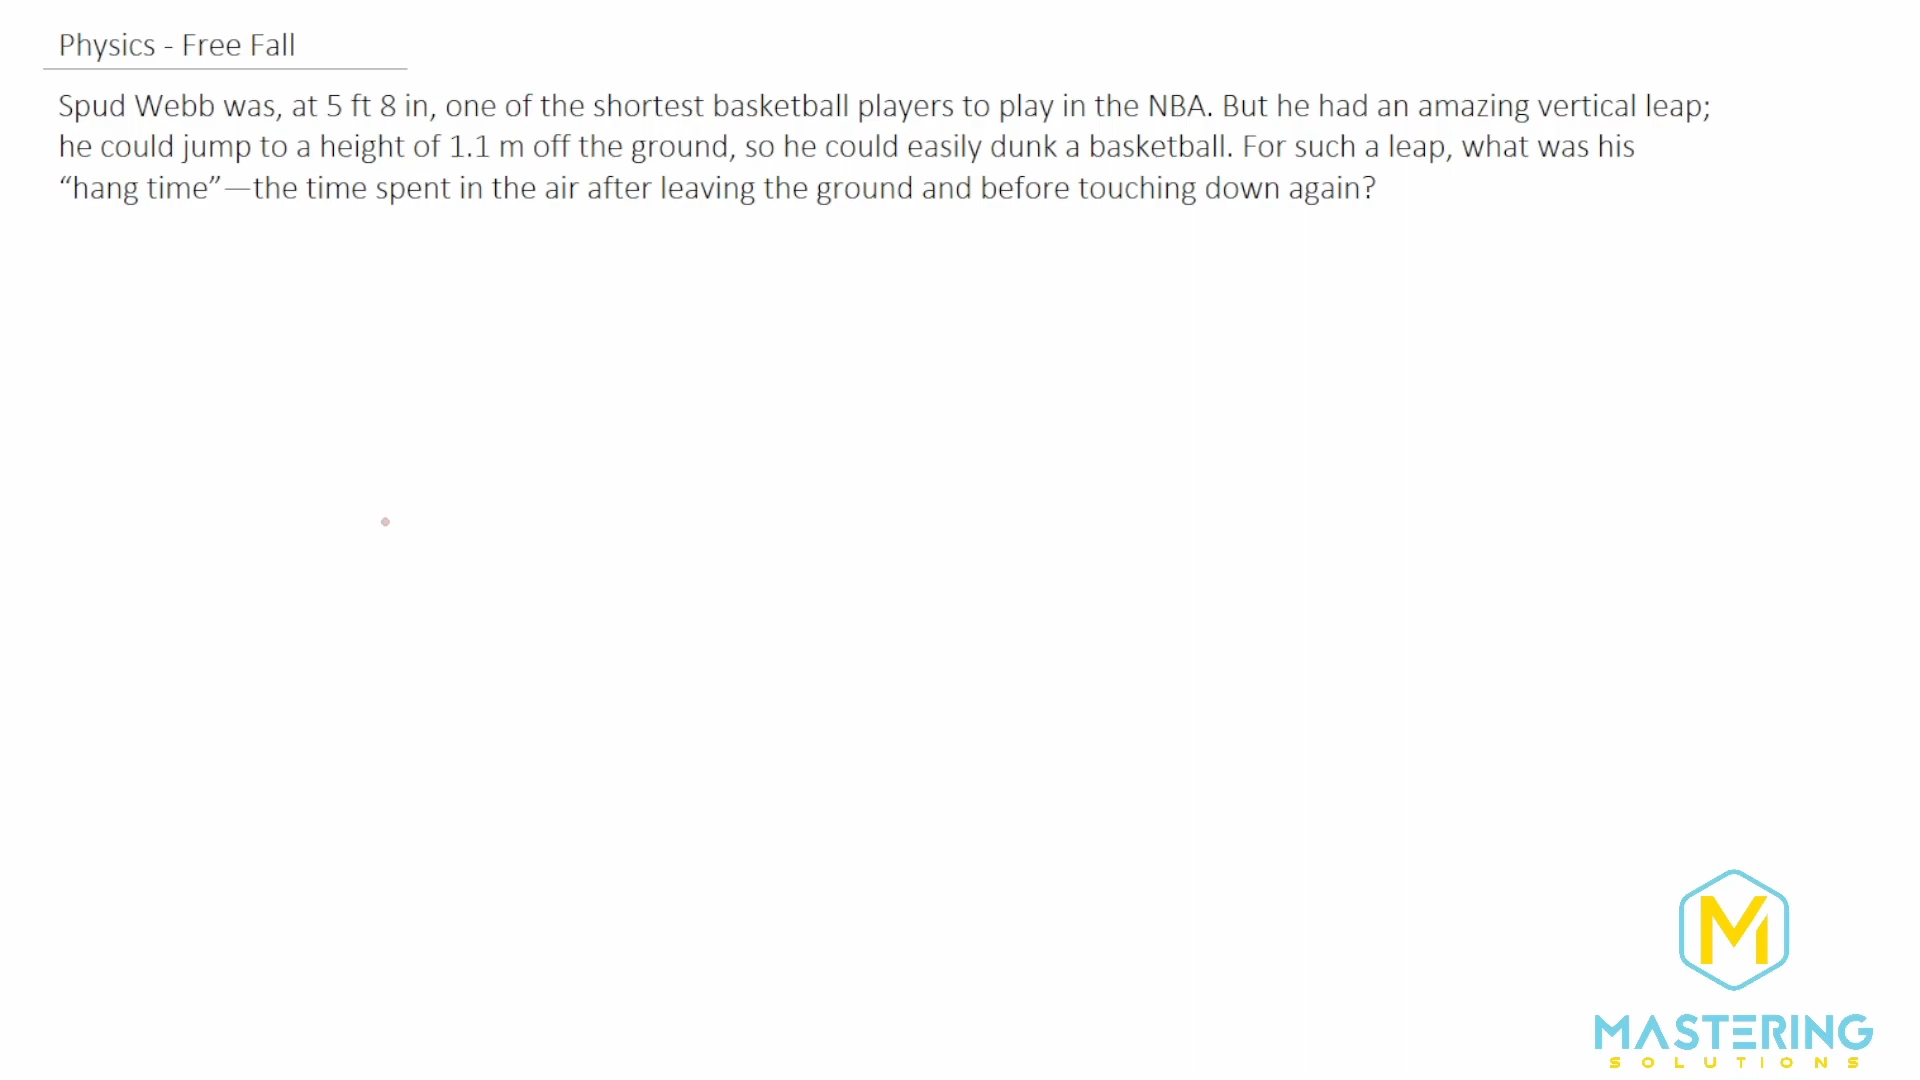 Physics - Free Fall
Spud Webb was, at 5 ft 8 in, one of the shortest basketball players to play in the NBA. But he had an amazing vertical leap;
he could jump to a height of 1.1 m off the ground, so he could easily dunk a basketball. For such a leap, what was his
“hang time”—the time spent in the air after leaving the ground and before touching down again?
M
MASTERING
SOLUTIONS